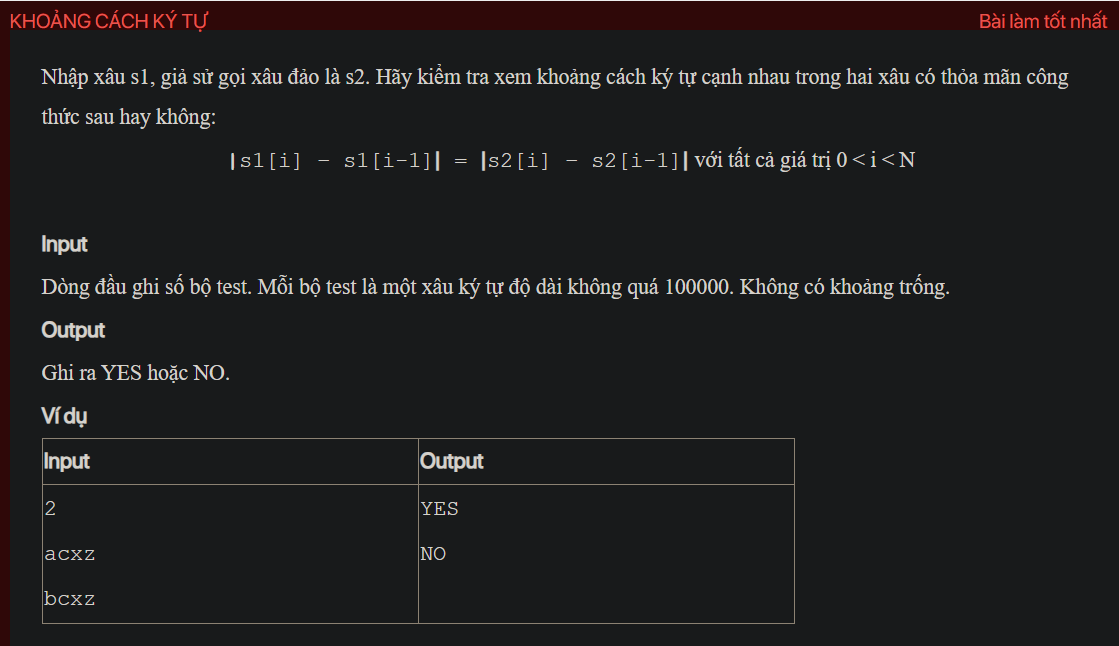 KHOẢNG CÁCH KÝ TỰ
Bài làm tốt nhất
Nhập xâu s1, giả sử gọi xâu đảo là s2. Hãy kiểm tra xem khoảng cách ký tự cạnh nhau trong hai xâu có thỏa mãn công
thức sau hay không:
|s1[i] - s1[i-1]| = |s2[i] - s2[i-1]| với tất cả giá trị 0 < i < N
Input
Dòng đầu ghi số bộ test. Mỗi bộ test là một xâu ký tự độ dài không quá 100000. Không có khoảng trống.
Output
Ghi ra YES hoặc NO.
Ví dụ
Input Output
2 YES
acxz NO
bcxz